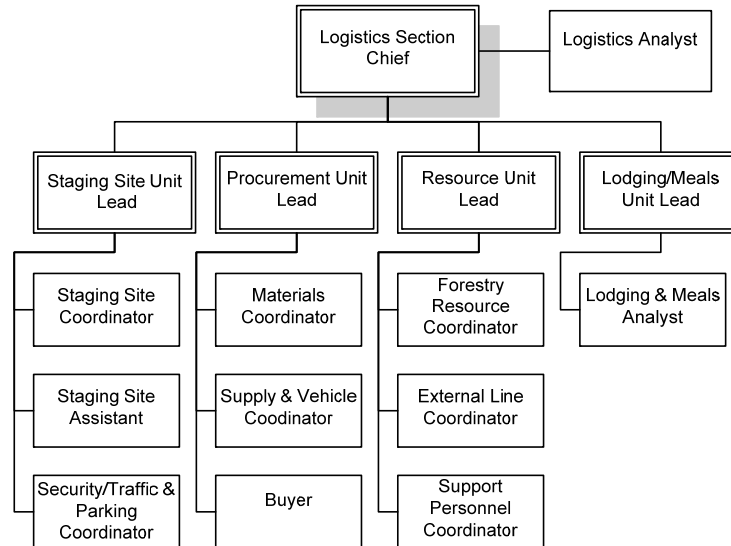 Logistics Section
Chief
Logistics Analyst
Staging Site Unit
Lead
Procurement Unit
Lead
Resource Unit
Lead
Lodging/Meals
Unit Lead
Staging Site
Coordinator
Materials
Coordinator
Forestry
Resource
Coordinator
Lodging & Meals
Analyst
Staging Site
Assistant
Supply & Vehicle
Coodinator
External Line
Coordinator
Security/Traffic &
Parking
Coordinator
Buyer
Support
Personnel
Coordinator